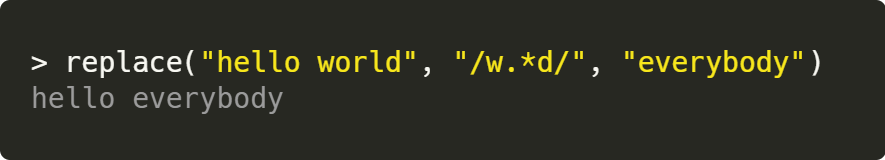 > replace("hello world", "/w.*d/", "everybody")
hello everybody